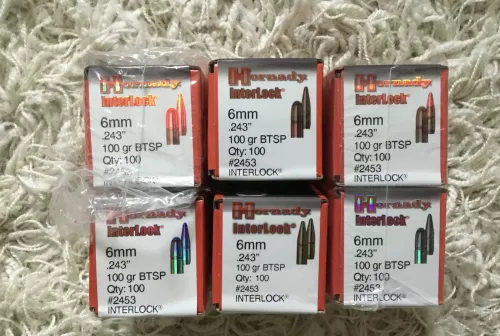 Hornady
InterLock®
6mm
.243"
100 gr BTSP
Qty: 100
#2453
INTERLOCK®
Hornady
InterLock®
6mm
.243"
100 gr BTSP
Qty: 100
#2453
INTERLOCK®
Hornady
InterLock®
6mm
.243"
100 gr BTSP
Qty: 100
#2453
INTERLOCK®
Hornady
InterLock®
6mm
.243"
100 gr BTSP
Qty: 100
#2453
INTERLOCK®
Hornady
InterLock®
6mm
.243"
100 gr BTSP
Qty: 100
#2453
INTERLOCK®
Hornady
InterLock®
6mm
.243"
100 gr BTSP
Qty: 100
#2453
INTERLOCK®